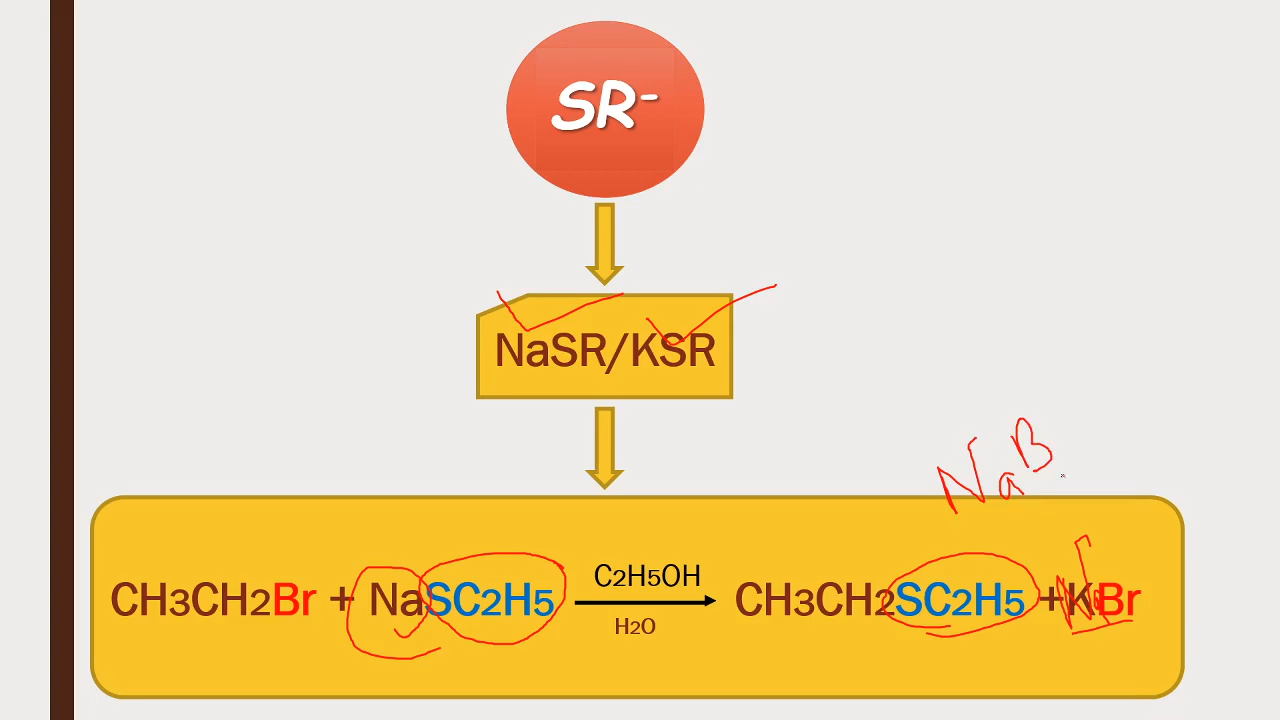 SR-
NaSR/KSR
NaB
CH3CH2Br + NaSC2H5 C2H5OH H2O CH3CH2SC2H5 +KBr